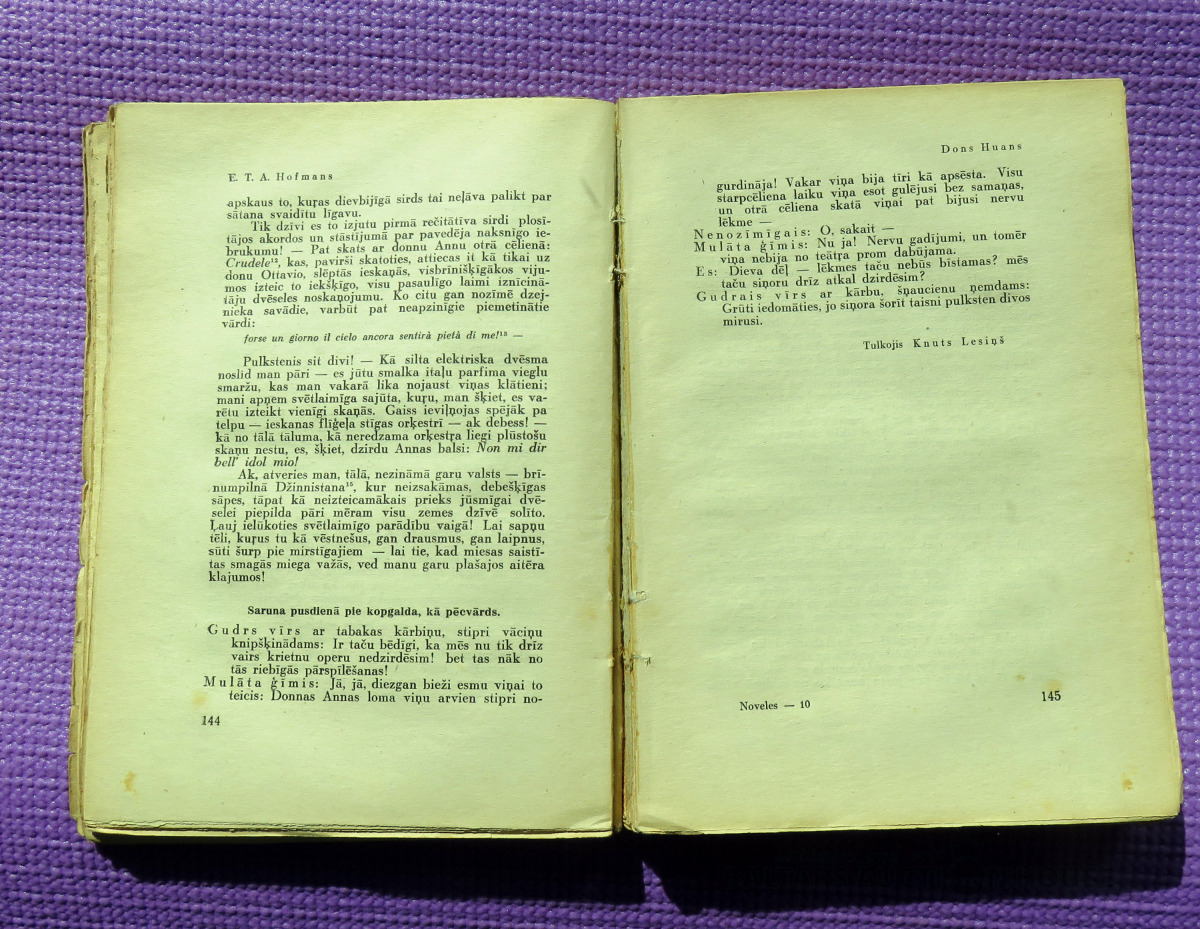 E. T. A. Hofmans
apskaus to, kuŗas dievbijīgā sirds tai neļāva palikt par
sātana svaidītu līgavu.
Tik dzīvi es to izjutu pirmā rečitātīva sirdi plosī-
tājos akordos un stāstījumā par pavedēja naksnīgo ie-
brukumu! — Pat skats ar donnu Annu otrā cēlienā:
Crudele¹², kas, pavirši skatoties, attiecas it kā tikai uz
donu Ottavio, slēptās ieskaņās, visbrīnišķīgākos viju-
mos izteic to iekšķīgo, visu pasaulīgo laimi iznīcinā-
tāju dvēseles noskaņojumu. Ko citu gan nozīmē dzej-
nieka savādie, varbūt pat neapzinīgie piemetinātie
vārdi:
forse un giorno il cielo ancora sentirà pietà di me!¹³ —
Pulkstenis sit divi! — Kā silta elektriska dvēsma
noslīd man pāri — es jūtu smalka itaļu parfima vieglu
smaržu, kas man vakarā lika nojaust viņas klātieni;
mani apņem svētlaimīga sajūta, kuŗu, man šķiet, es va-
rētu izteikt vienīgi skaņās. Gaiss ieviļņojas spējāk pa
telpu — ieskanas flīģeļa stīgas orķestrī — ak debess! —
kā no tālā tāluma, kā neredzama orķestŗa liegi plūstošu
skaņu nestu, es, šķiet, dzirdu Annas balsi: Non mi dir
bell' idol mio!
Ak, atveries man, tālā, nezināmā garu valsts — brī-
numpilnā Džinnistana¹⁵, kur neizsakāmas, debešķīgas
sāpes, tāpat kā neizteicamākais prieks jūsmīgai dvē-
selei piepilda pāri mēram visu zemes dzīvē solīto.
Ļauj ielūkoties svētlaimīgo parādību vaigā! Lai sapņu
tēli, kuŗus tu kā vēstnešus, gan drausmus, gan laipnus,
sūti šurp pie mirstīgajiem — lai tie, kad miesas saistī-
tas smagās miega važās, ved manu garu plašajos aitēra
klajumos!
Saruna pusdienā pie kopgalda, kā pēcvārds.
Gudrs vīrs ar tabakas kārbiņu, stipri vāciņu
knipšķinādams: Ir taču bēdīgi, ka mēs nu tik drīz
vairs krietnu operu nedzirdēsim! bet tas nāk no
tās riebīgās pārspīlēšanas!
Mulāta ģīmis: Jā, jā, diezgan bieži esmu viņai to
teicis: Donnas Annas loma viņu arvien stipri no-
144
Dons Huans
gurdināja! Vakar viņa bija tīri kā apsēsta. Visu
starpcēliena laiku viņa esot gulējusi bez samaņas,
un otrā cēliena skatā viņai pat bijusi nervu
lēkme —
Nenozīmīgais: O, sakait —
Mulāta ģīmis: Nu ja! Nervu gadījumi, un tomēr
viņa nebija no teātŗa prom dabūjama.
Es: Dieva dēļ — lēkmes taču nebūs bīstamas? mēs
taču siņoru drīz atkal dzirdēsim?
Gudrais vīrs ar kārbu, šņaucienu ņemdams:
Grūti iedomāties, jo siņora šorīt taisni pulksten divos
mirusi.
Tulkojis Knuts Lesiņš
Noveles — 10
145